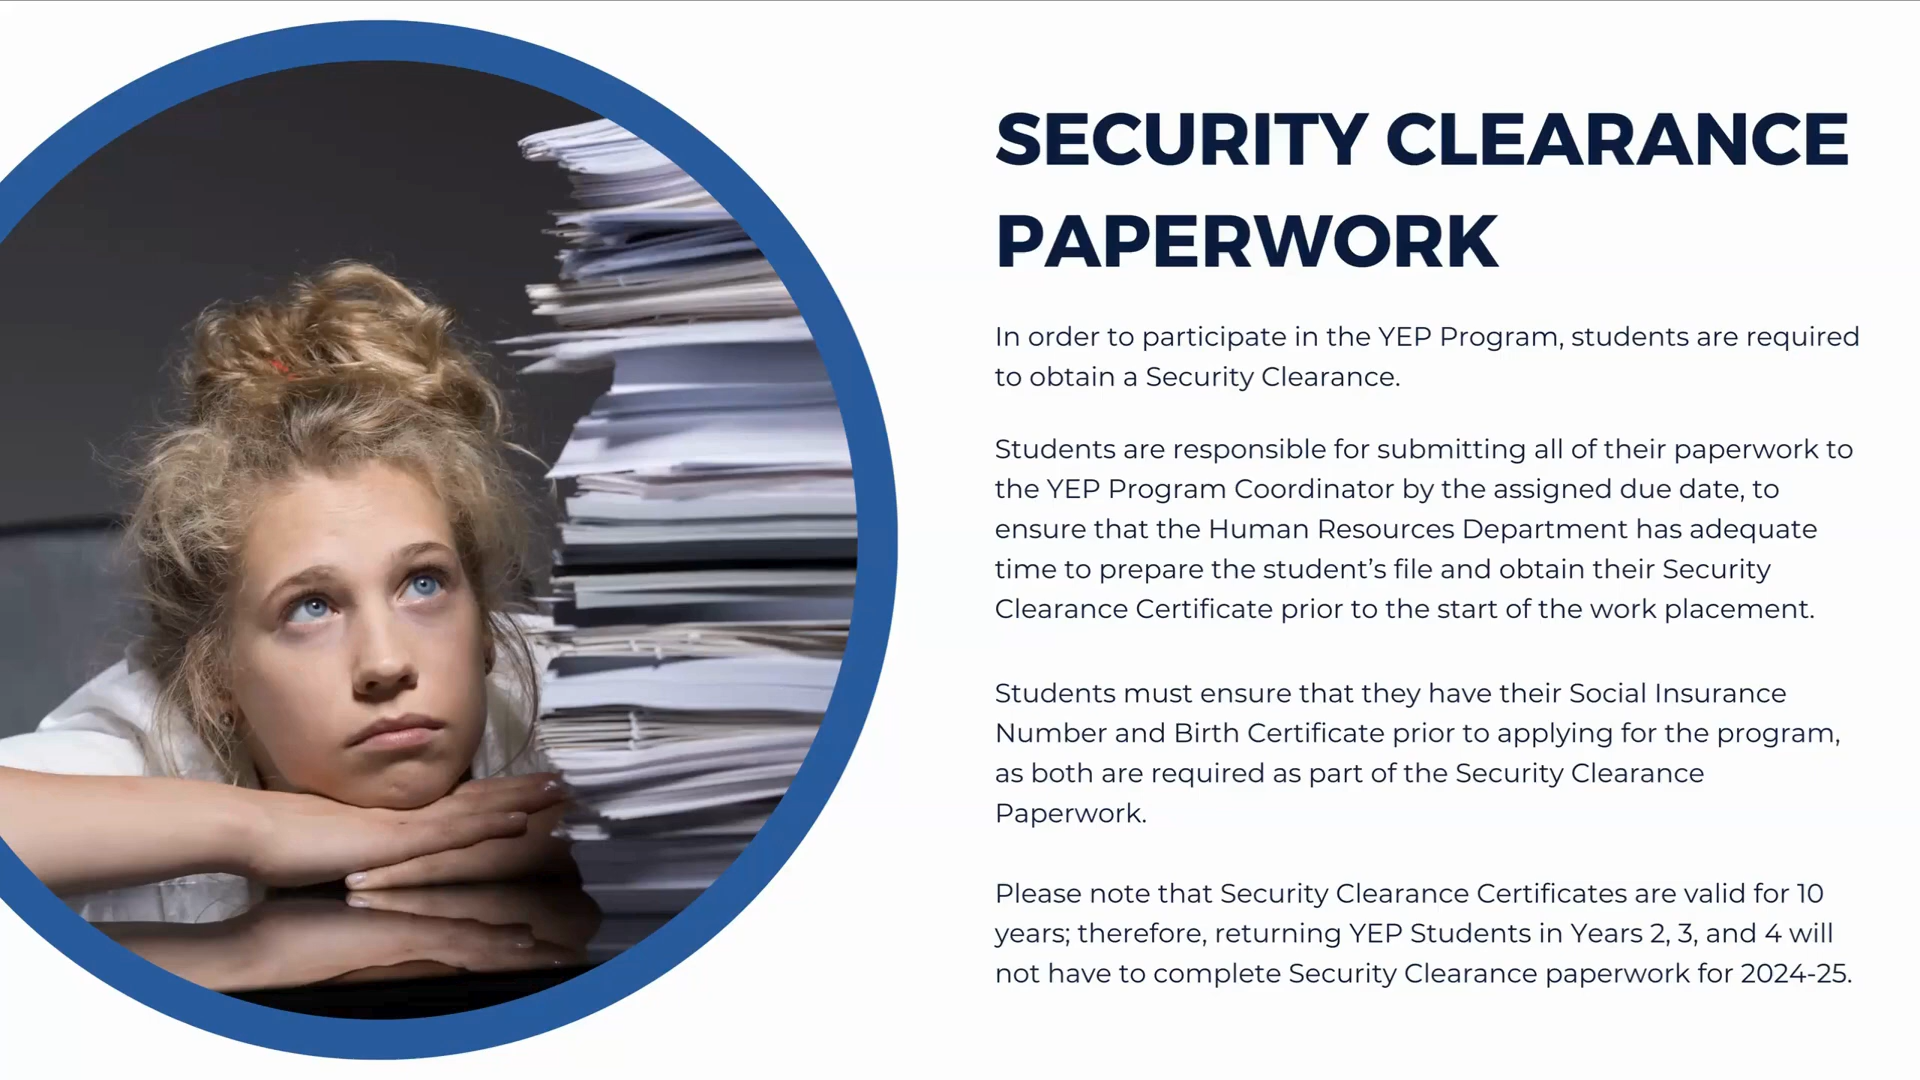 SECURITY CLEARANCE
PAPERWORK
In order to participate in the YEP Program, students are required
to obtain a Security Clearance.
Students are responsible for submitting all of their paperwork to
the YEP Program Coordinator by the assigned due date, to
ensure that the Human Resources Department has adequate
time to prepare the student’s file and obtain their Security
Clearance Certificate prior to the start of the work placement.
Students must ensure that they have their Social Insurance
Number and Birth Certificate prior to applying for the program,
as both are required as part of the Security Clearance
Paperwork.
Please note that Security Clearance Certificates are valid for 10
years; therefore, returning YEP Students in Years 2, 3, and 4 will
not have to complete Security Clearance paperwork for 2024-25.